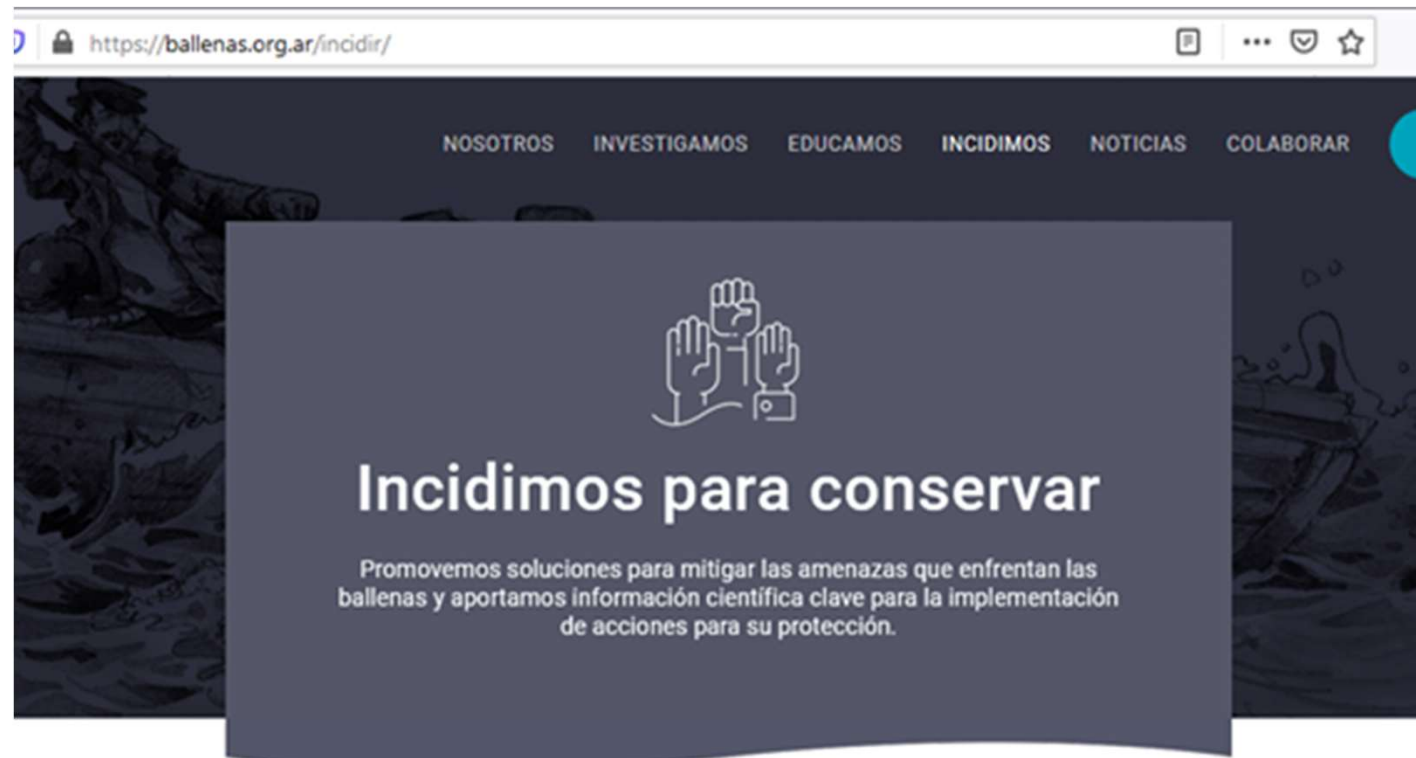 https://ballenas.org.ar/incidir/
NOSOTROS INVESTIGAMOS EDUCAMOS INCIDIMOS NOTICIAS COLABORAR
Incidimos para conservar
Promovemos soluciones para mitigar las amenazas que enfrentan las
ballenas y aportamos información científica clave para la implementación
de acciones para su protección.